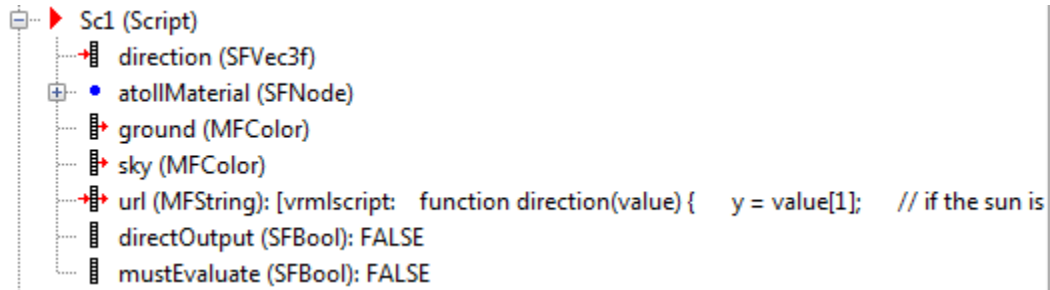 Sc1 (Script)
direction (SFVec3f)
atollMaterial (SFNode)
ground (MFColor)
sky (MFColor)
url (MFString): [vrmlscript: function direction(value) { y = value[1]; // if the sun is
directOutput (SFBool): FALSE
mustEvaluate (SFBool): FALSE